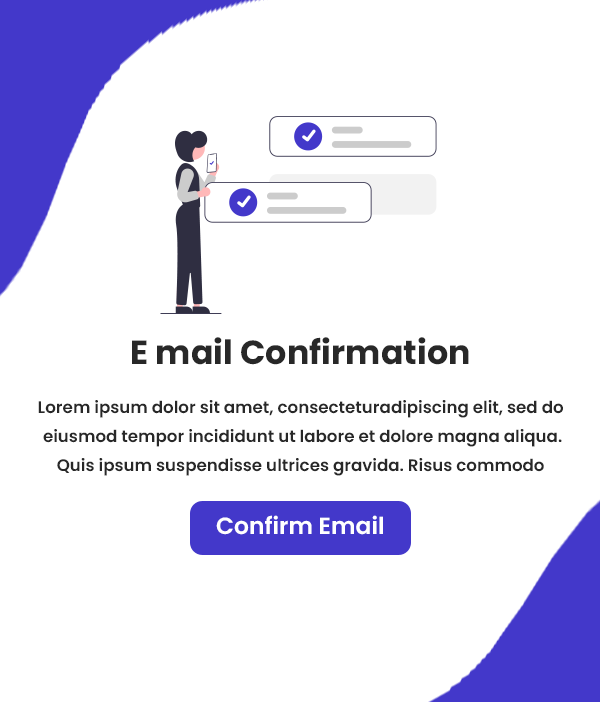 E mail Confirmation
Lorem ipsum dolor sit amet, consecteturadipiscing elit, sed do
eiusmod tempor incididunt ut labore et dolore magna aliqua.
Quis ipsum suspendisse ultrices gravida. Risus commodo
Confirm Email